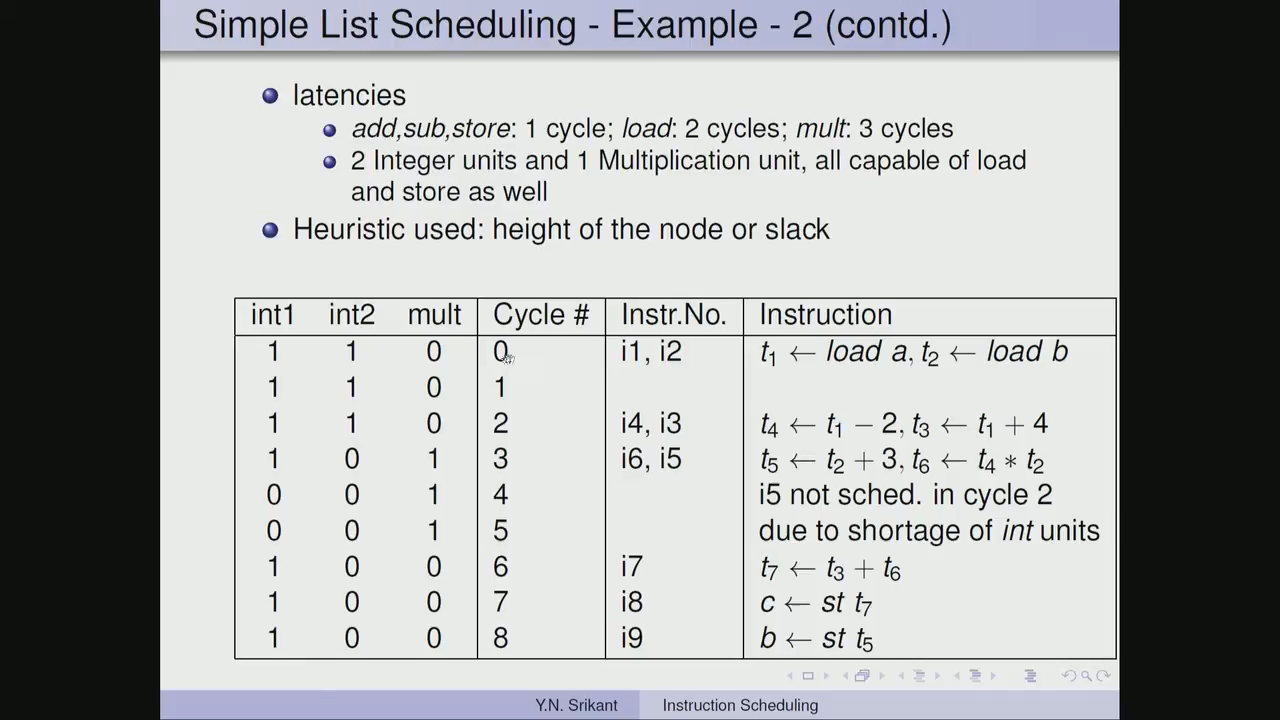 Simple List Scheduling - Example - 2 (contd.)
latencies
add,sub,store: 1 cycle; load: 2 cycles; mult: 3 cycles
2 Integer units and 1 Multiplication unit, all capable of load
and store as well
Heuristic used: height of the node or slack
int1 int2 mult Cycle # Instr.No. Instruction
1 1 0 0 i1, i2 t₁ ← load a, t₂ ← load b
1 1 0 1
1 1 0 2 i4, i3 t₄ ← t₁ − 2, t₃ ← t₁ + 4
1 0 1 3 i6, i5 t₅ ← t₂ + 3, t₆ ← t₄ ∗ t₂
0 0 1 4 i5 not sched. in cycle 2
0 0 1 5 due to shortage of int units
1 0 0 6 i7 t₇ ← t₃ + t₆
1 0 0 7 i8 c ← st t₇
1 0 0 8 i9 b ← st t₅
Y.N. Srikant Instruction Scheduling